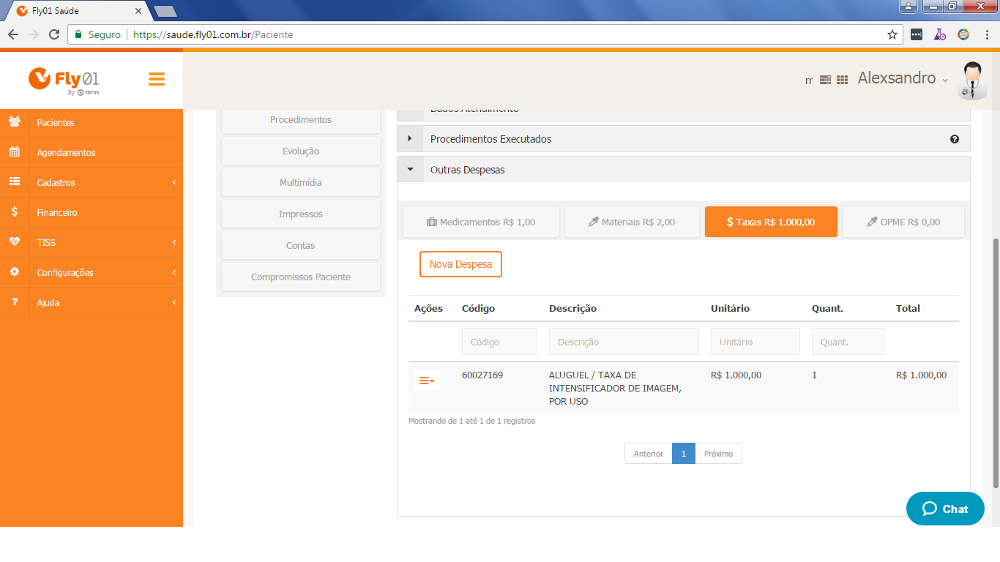 Fly01 Saúde
Seguro
https://saude.fly01.com.br/Paciente
Fly01
by TOTVS
rr
Alexsandro
Pacientes
Agendamentos
Cadastros
Financeiro
TISS
Configurações
Ajuda
Procedimentos
Evolução
Multimídia
Impressos
Contas
Compromissos Paciente
Dados Atendimento
Procedimentos Executados
Outras Despesas
Medicamentos R$ 1,00
Materiais R$ 2,00
$ Taxas R$ 1.000,00
OPME R$ 0,00
Nova Despesa
Ações Código Descrição Unitário Quant. Total
Código Descrição Unitário Quant.
60027169 ALUGUEL / TAXA DE R$ 1.000,00 1 R$ 1.000,00
INTENSIFICADOR DE IMAGEM,
POR USO
Mostrando de 1 até 1 de 1 registros
Anterior 1 Próximo
Chat